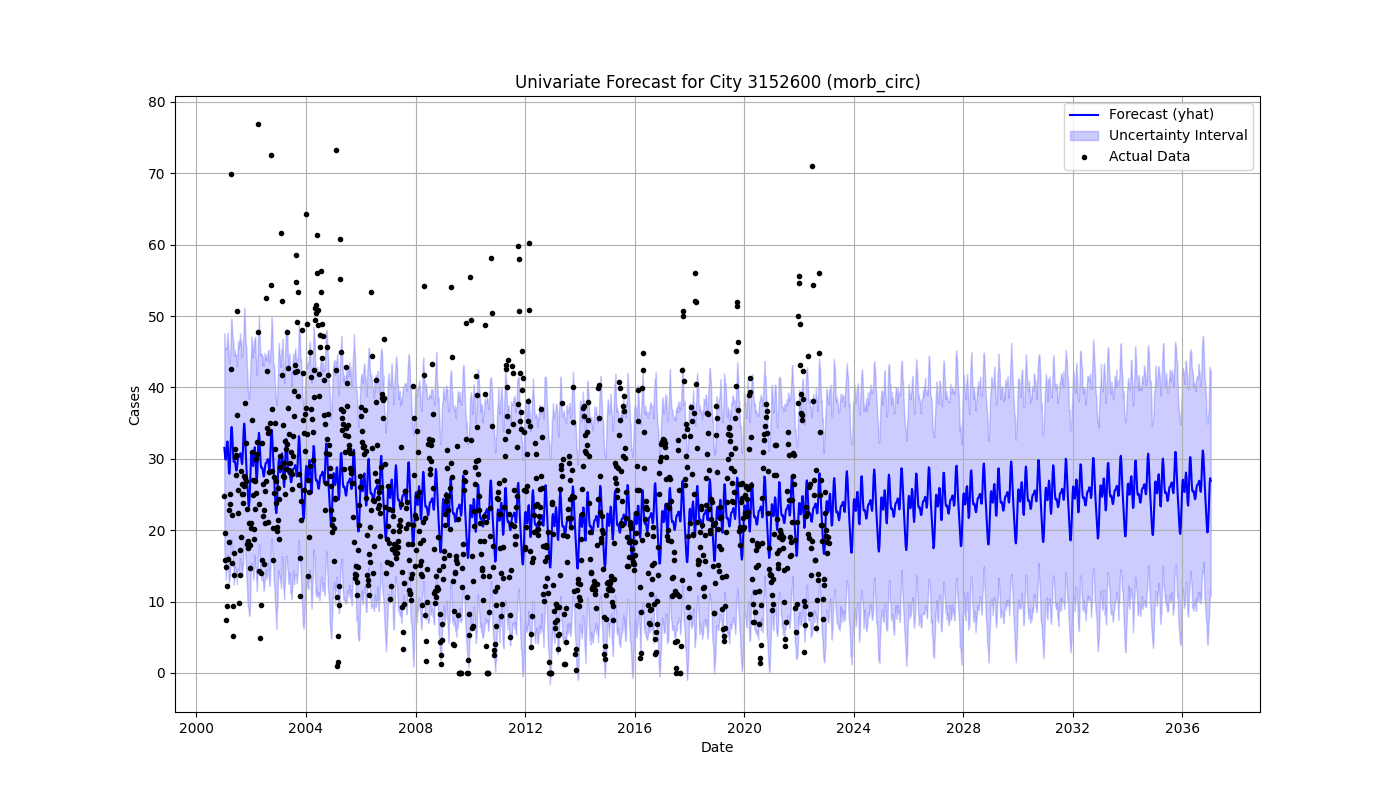 Univariate Forecast for City 3152600 (morb_circ)
Forecast (yhat)
Uncertainty Interval
Actual Data
Cases
80
70
60
50
40
30
20
10
0
2000 2004 2008 2012 2016 2020 2024 2028 2032 2036
Date